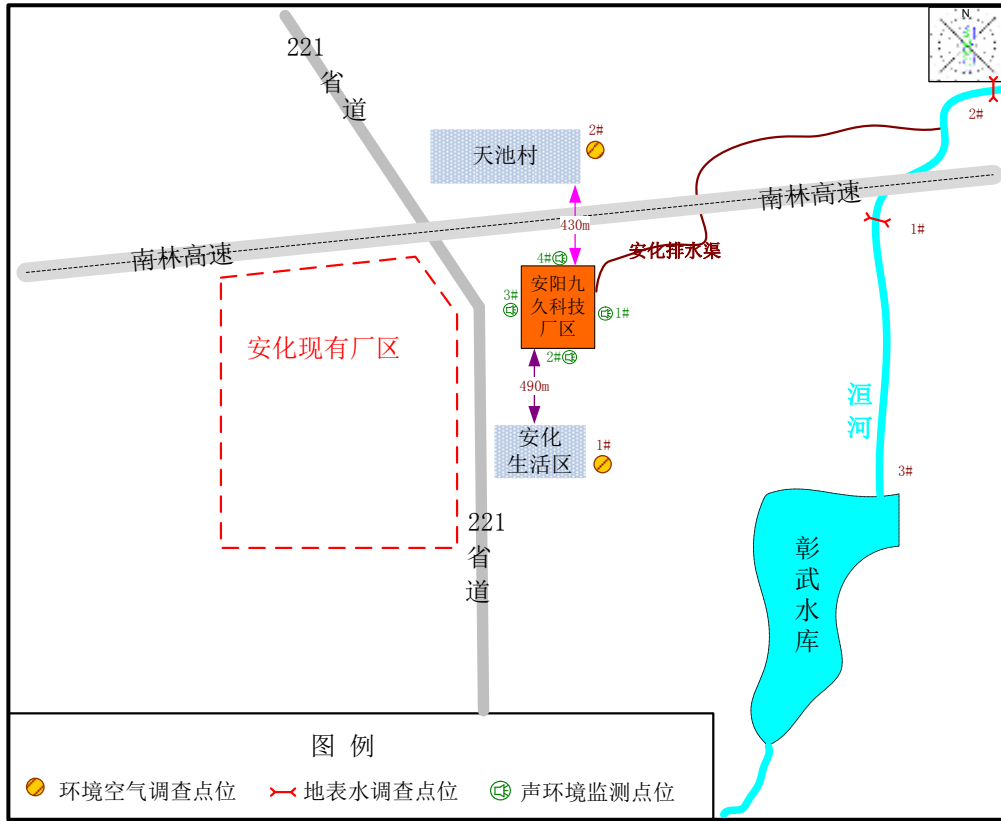 N
221
省
道
2#
2#
天池村
南林高速
南林高速
1#
430m
安化排水渠
4#
安阳九
久科技
厂区
3#
1#
2#
安化现有厂区
490m
洹
河
安化
生活区
1#
3#
221
省
道
彰
武
水
库
图 例
环境空气调查点位
地表水调查点位
声环境监测点位